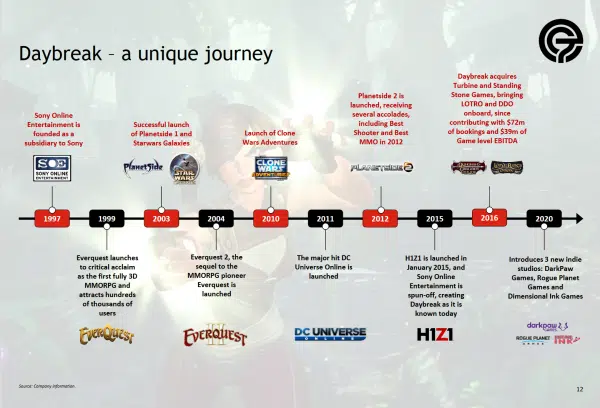 Daybreak – a unique journey
Sony Online
Entertainment is
founded as a
subsidiary to Sony
SOE
SONY ONLINE
ENTERTAINMENT
Successful launch
of Planetside 1 and
Starwars Galaxies
PLANETSIDE
STAR WARS
Launch of Clone
Wars Adventures
CLONE WARS
ADVENTURES
Planetside 2 is
launched, receiving
several accolades,
including Best
Shooter and Best
MMO in 2012
PLANETSIDE 2
Daybreak acquires
Turbine and Standing
Stone Games, bringing
LOTRO and DDO
onboard, since
contributing with $72m
of bookings and $39m of
Game level EBITDA
1997 1999 2003 2004 2010 2011 2012 2015 2016 2020
Everquest launches
to critical acclaim
as the first fully 3D
MMORPG and
attracts hundreds
of thousands of
users
EVERQUEST
Everquest 2, the
sequel to the
MMORPG pioneer
Everquest is
launched
EVERQUEST II
The major hit DC
Universe Online is
launched
DC UNIVERSE
ONLINE
H1Z1 is launched in
January 2015, and
Sony Online
Entertainment is
spun-off, creating
Daybreak as it is
known today
H1Z1
Introduces 3 new indie
studios: DarkPaw
Games, Rogue Planet
Games and
Dimensional Ink Games
darkpaw
GAMES
ROGUE PLANET
GAMES
DIMENSIONAL
INK
Source: Company information
12